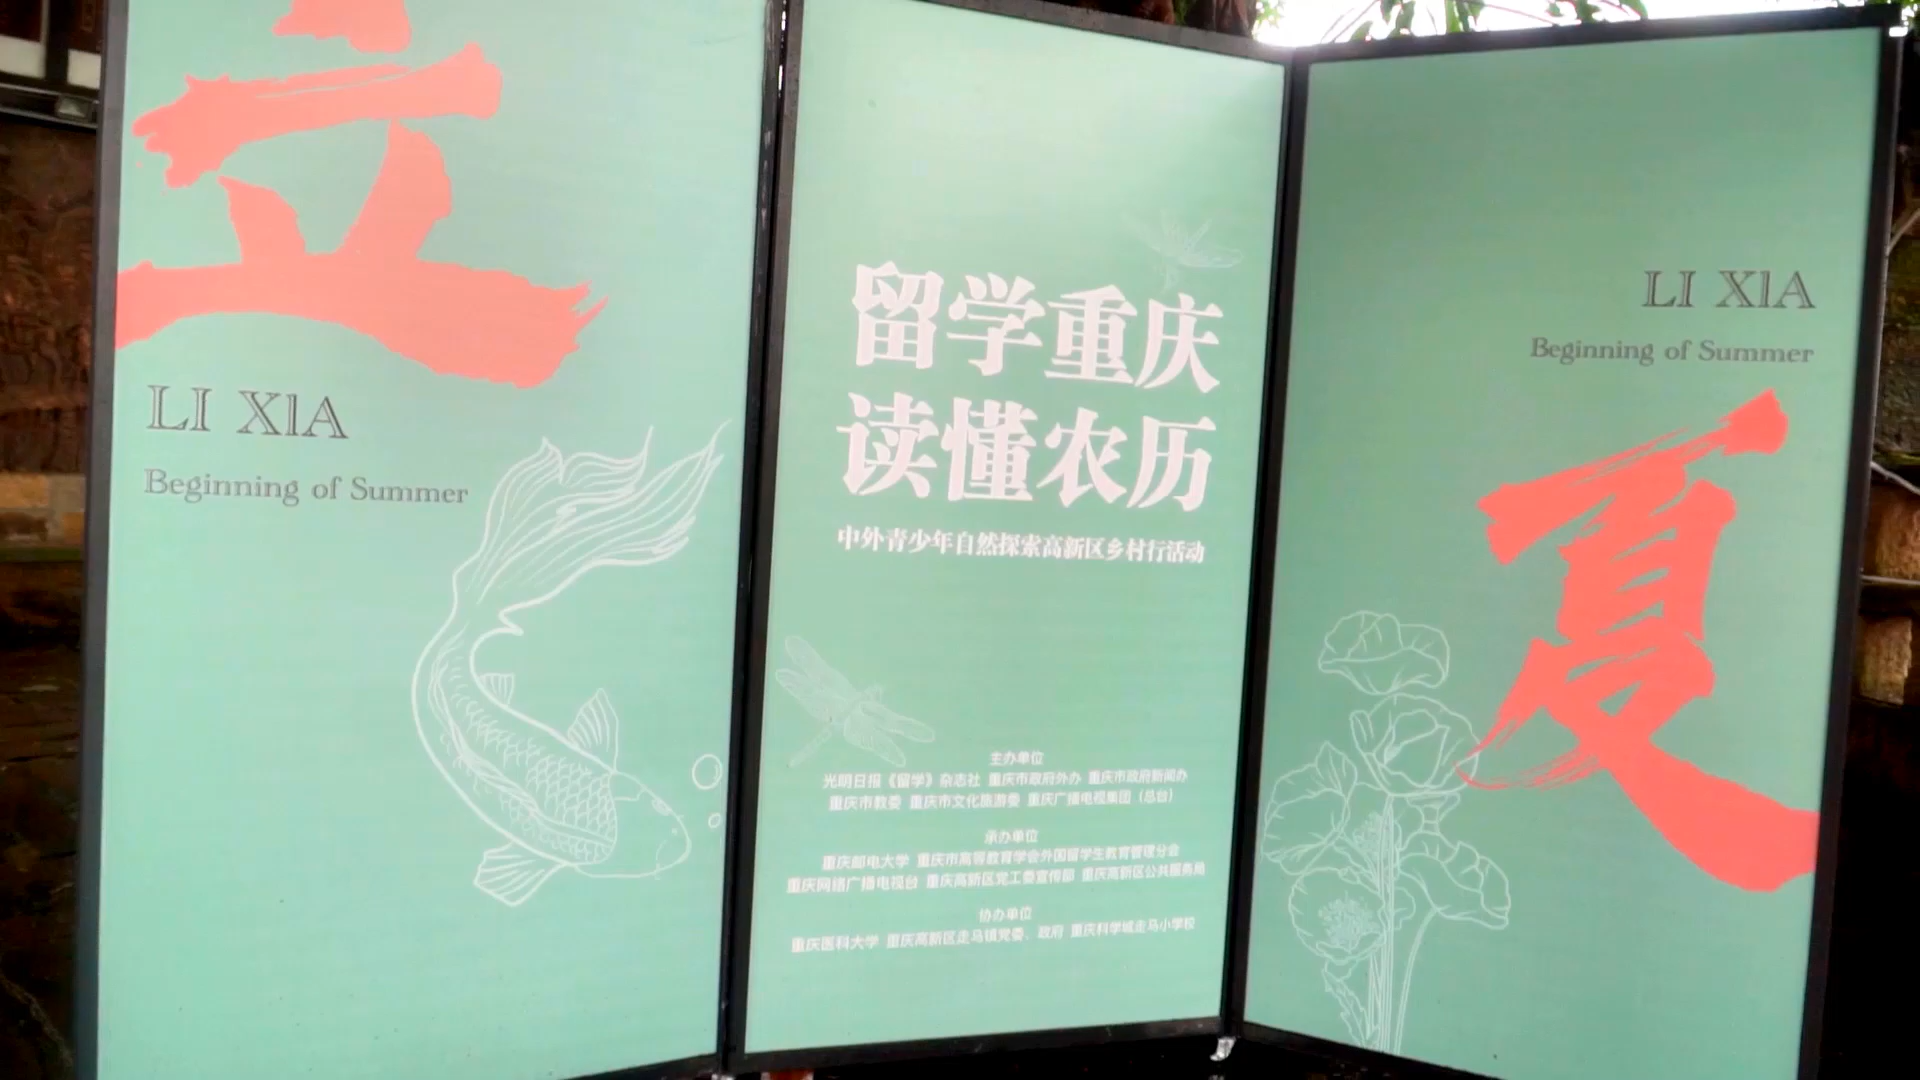 立
LI XIA
Beginning of Summer
留学重庆
读懂农历
中外青少年自然探索高新区乡村行活动
主办单位
光明日报《留学》杂志社 重庆市政府外办 重庆市政府新闻办
重庆市教委 重庆市文化旅游委 重庆广播电视集团（总台）
承办单位
重庆邮电大学 重庆市高等教育学会外国留学生教育管理分会
重庆网络广播电视台 重庆高新区党工委宣传部 重庆高新区公共服务局
协办单位
重庆医科大学 重庆高新区走马镇党委、政府 重庆科学城走马小学校
LI XIA
Beginning of Summer
夏